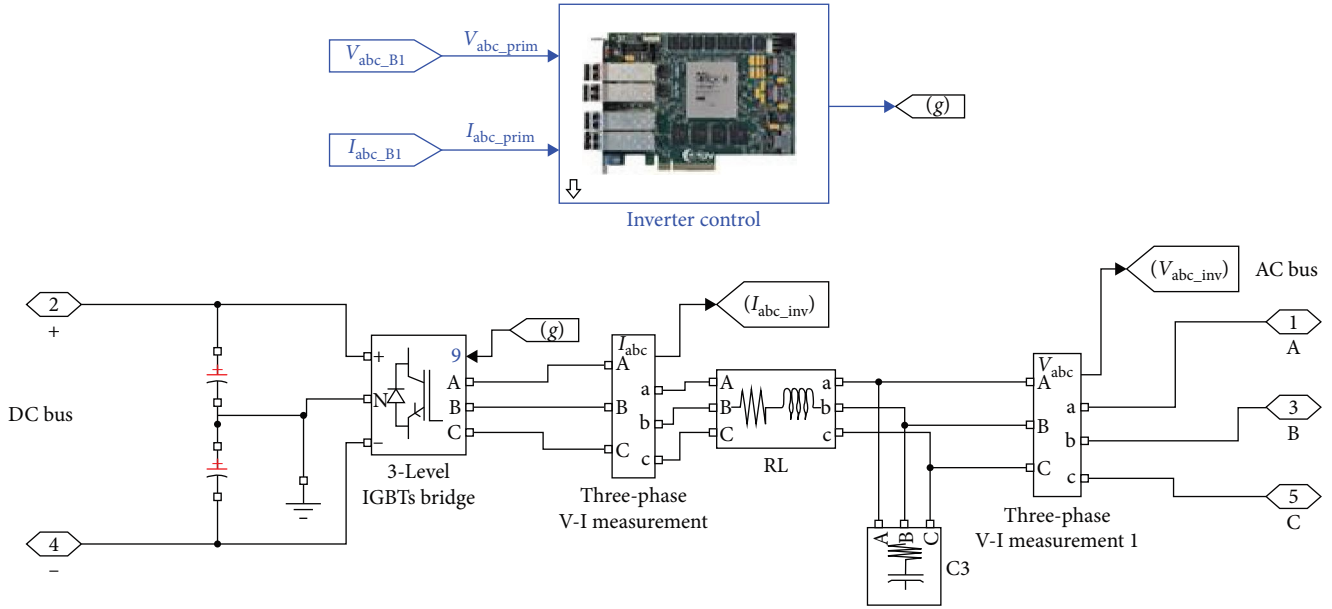 V_abc_B1
V_abc_prim
(g)
I_abc_B1
I_abc_prim
Inverter control
(V_abc_inv)
AC bus
2
+
(I_abc_inv)
(g)
1
A
I_abc
V_abc
+
9
A
A
A
a
N
B
B
a
A
B
C
b
c
DC bus
A
B
C
a
b
c
B
C
b
c
3
B
−
C
C
3-Level
IGBTs bridge
RL
Three-phase
V-I measurement
Three-phase
V-I measurement 1
5
C
4
−
A
B
C
C3